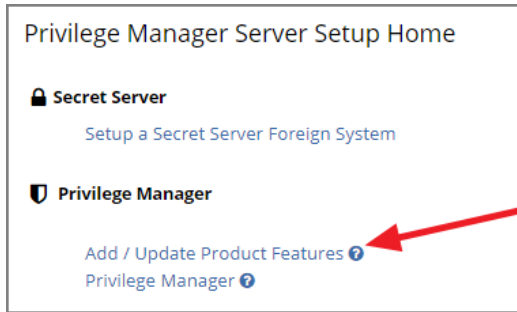 Privilege Manager Server Setup Home
Secret Server
Setup a Secret Server Foreign System
Privilege Manager
Add / Update Product Features ?
Privilege Manager ?